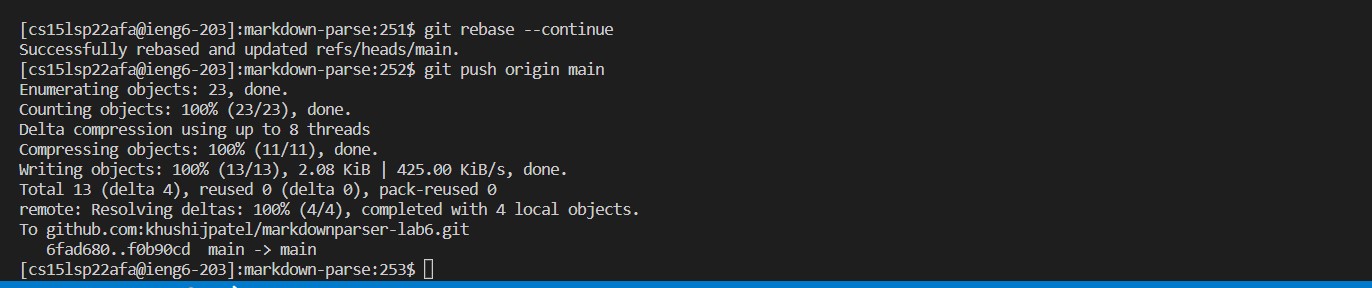 [cs15lsp22afa@ieng6-203]:markdown-parse:251$ git rebase --continue
Successfully rebased and updated refs/heads/main.
[cs15lsp22afa@ieng6-203]:markdown-parse:252$ git push origin main
Enumerating objects: 23, done.
Counting objects: 100% (23/23), done.
Delta compression using up to 8 threads
Compressing objects: 100% (11/11), done.
Writing objects: 100% (13/13), 2.08 KiB | 425.00 KiB/s, done.
Total 13 (delta 4), reused 0 (delta 0), pack-reused 0
remote: Resolving deltas: 100% (4/4), completed with 4 local objects.
To github.com:khushijpatel/markdownparser-lab6.git
   6fad680..f0b90cd  main -> main
[cs15lsp22afa@ieng6-203]:markdown-parse:253$